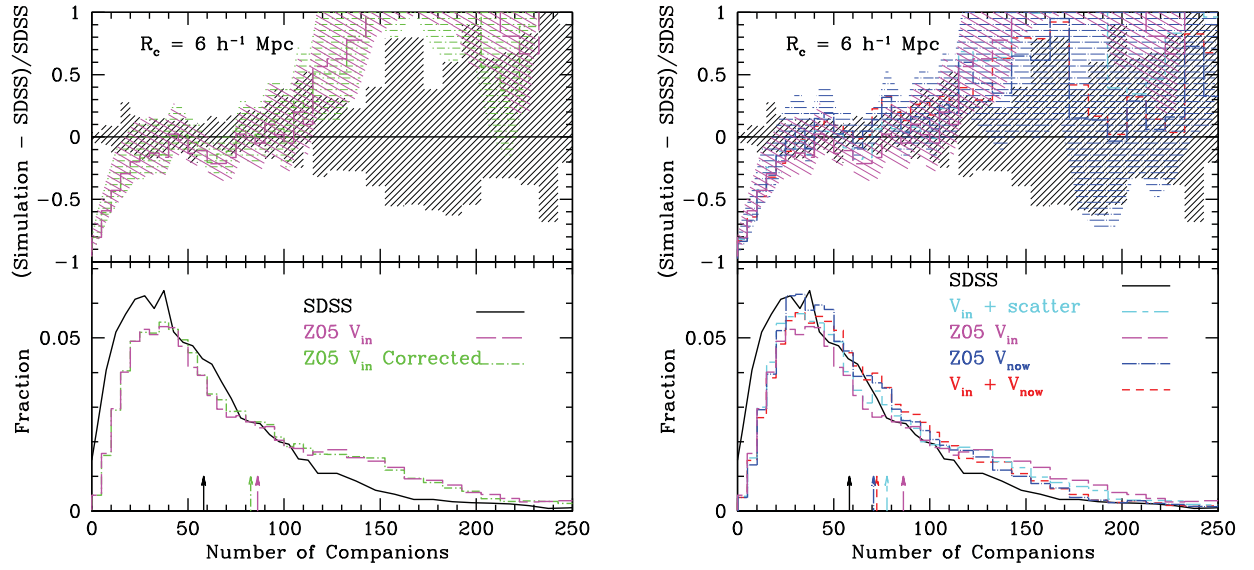 (Simulation - SDSS)/SDSS
1
0.5
0
-0.5
-1
R_c = 6 h⁻¹ Mpc
Fraction
0.05
0
SDSS
Z05 V_in
Z05 V_in Corrected
0 50 100 150 200 250
Number of Companions
(Simulation - SDSS)/SDSS
1
0.5
0
-0.5
-1
R_c = 6 h⁻¹ Mpc
Fraction
0.05
0
SDSS
V_in + scatter
Z05 V_in
Z05 V_now
V_in + V_now
0 50 100 150 200 250
Number of Companions